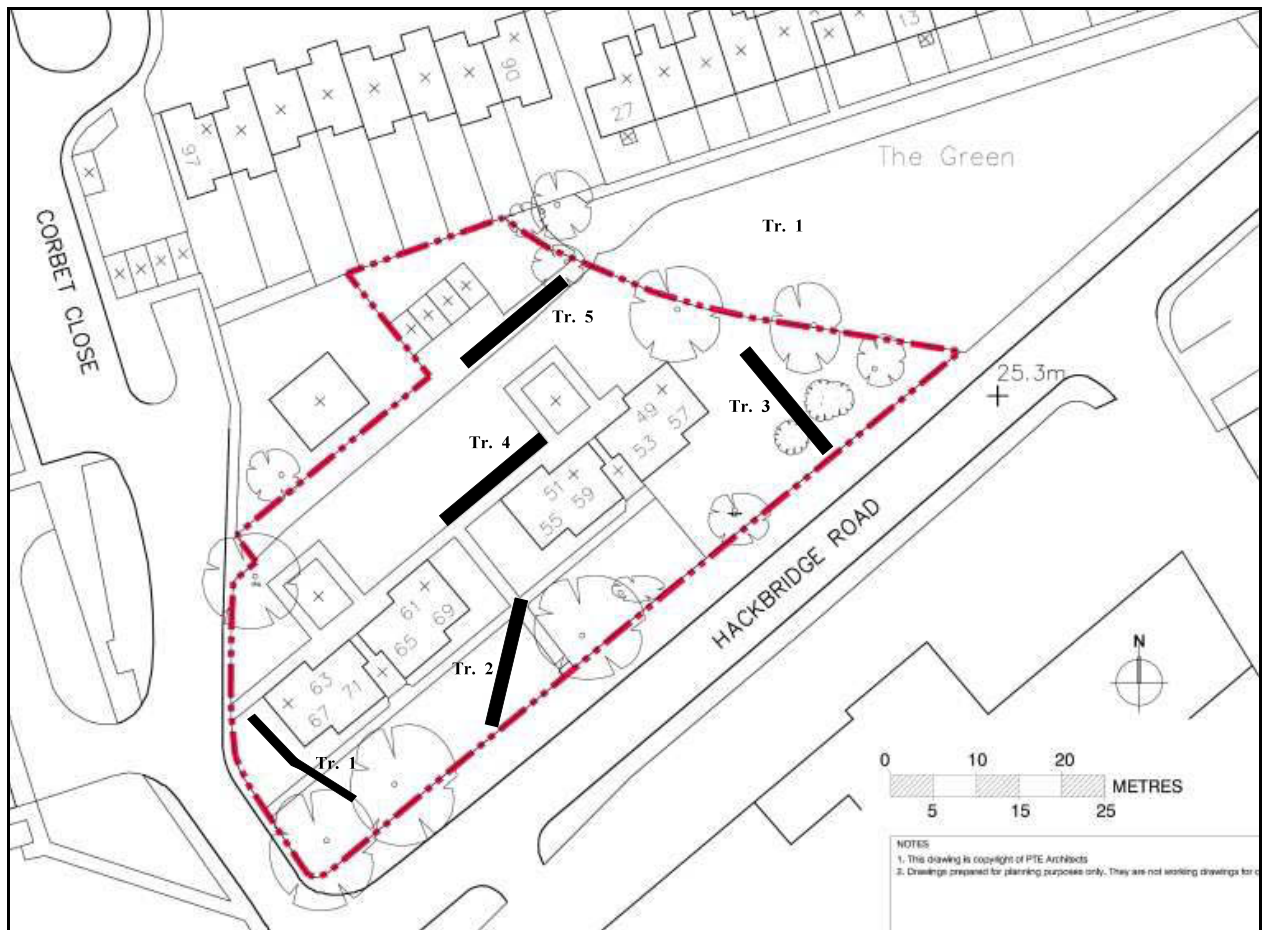 13
90
27
97
The Green
Tr. 1
CORBET CLOSE
Tr. 5
25.3m
Tr. 3
49
57
53
Tr. 4
51
59
55
HACKBRIDGE ROAD
61
69
65
Tr. 2
N
63
71
67
Tr. 1
0 10 20
METRES
5 15 25
NOTES
1. This drawing is copyright of PTE Architects
2. Drawings prepared for planning purposes only. They are not working drawings for